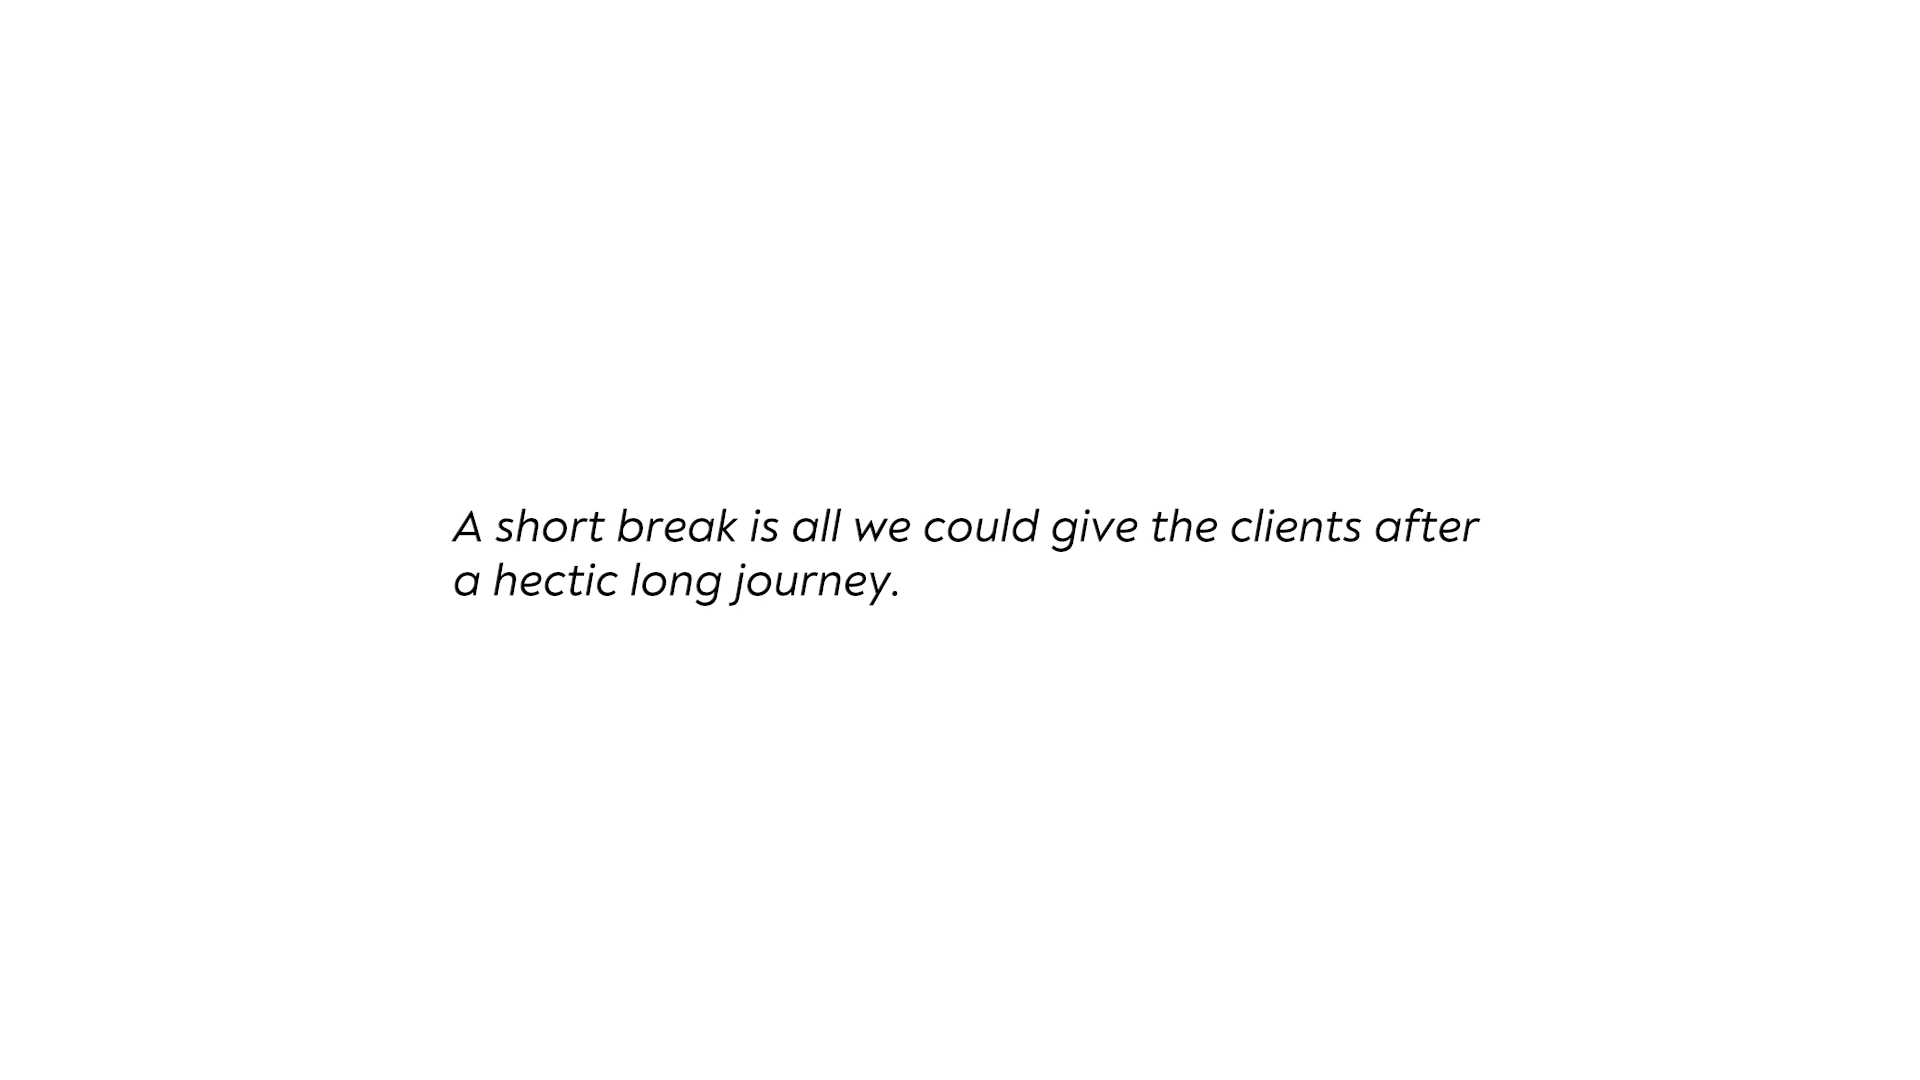 A short break is all we could give the clients after
a hectic long journey.